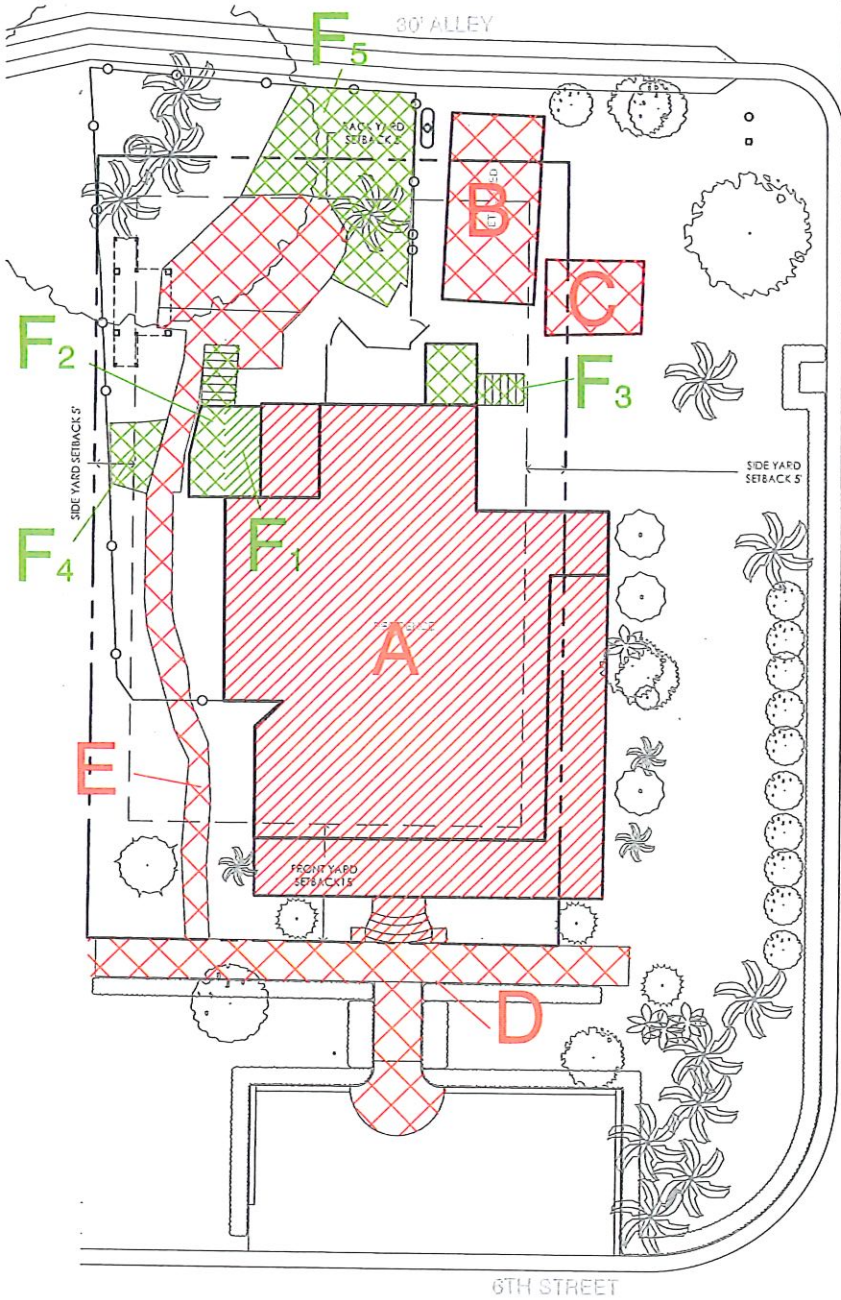 30' ALLEY
F5
BACK YARD
SETBACK 5'
B
C
F2
F3
SIDE YARD SETBACK 5'
SIDE YARD
SETBACK 5'
F4
F1
A
E
FRONT YARD
SETBACK 15'
D
6TH STREET